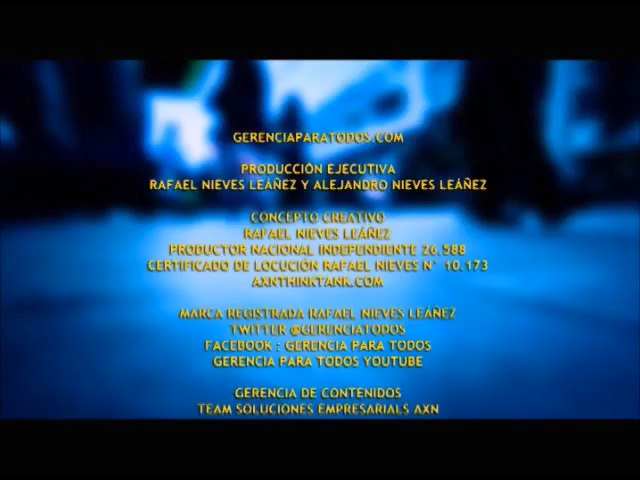 GERENCIAPARATODOS.COM
PRODUCCIÓN EJECUTIVA
RAFAEL NIEVES LEÁÑEZ Y ALEJANDRO NIEVES LEÁÑEZ
CONCEPTO CREATIVO
RAFAEL NIEVES LEÁÑEZ
PRODUCTOR NACIONAL INDEPENDIENTE 26.588
CERTIFICADO DE LOCUCIÓN RAFAEL NIEVES N° 10.173
AXNTHINKTANK.COM
MARCA REGISTRADA RAFAEL NIEVES LEÁÑEZ
TWITTER @GERENCIATODOS
FACEBOOK : GERENCIA PARA TODOS
GERENCIA PARA TODOS YOUTUBE
GERENCIA DE CONTENIDOS
TEAM SOLUCIONES EMPRESARIALS AXN